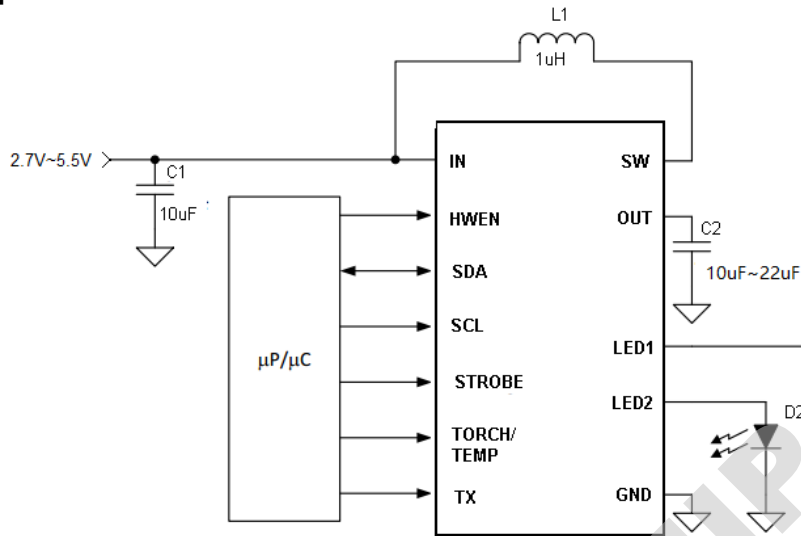 L1
1uH
2.7V~5.5V
C1
10uF
IN
SW
HWEN
OUT
C2
10uF~22uF
SDA
SCL
μP/μC
LED1
STROBE
LED2
D2
TORCH/
TEMP
TX
GND